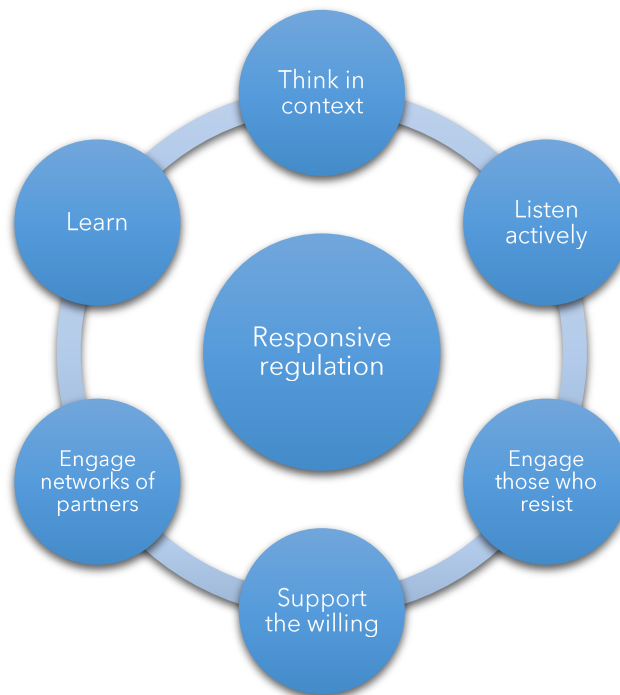 Think in
context
Listen
actively
Engage
those who
resist
Support
the willing
Engage
networks of
partners
Learn
Responsive
regulation